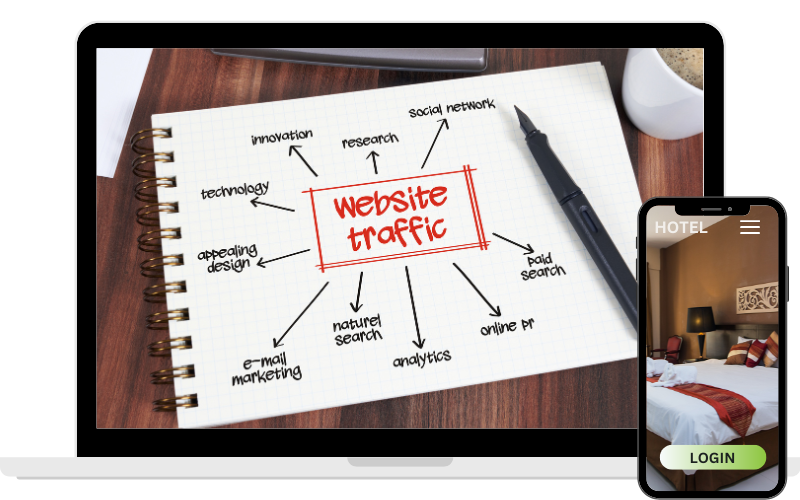 innovation
research
social network
technology
website
traffic
appealing
design
paid
search
e-mail
marketing
naturel
search
analytics
online pr
HOTEL
LOGIN